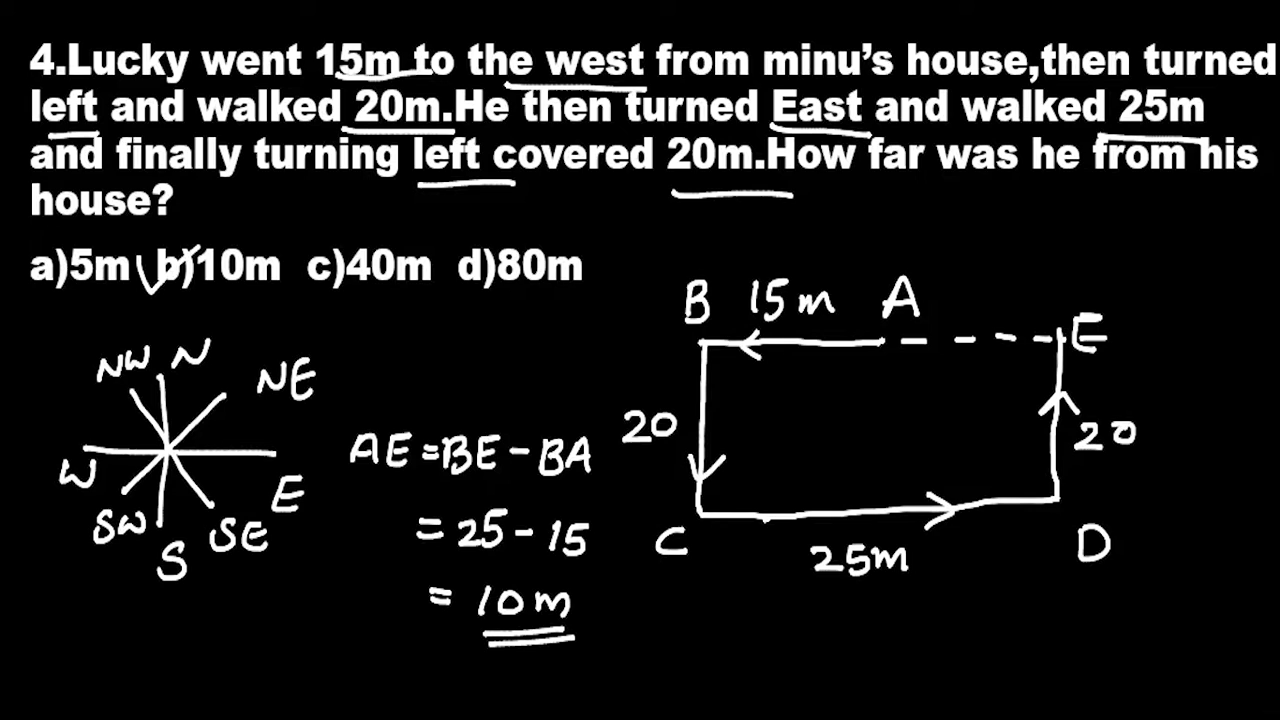 4.Lucky went 15m to the west from minu's house,then turned
left and walked 20m.He then turned East and walked 25m
and finally turning left covered 20m.How far was he from his
house?
a)5m b)10m c)40m d)80m
B 15m A E
NW N NE
W E
SW S SE
AE = BE - BA
= 25 - 15
= 10m
20
20
C 25m D